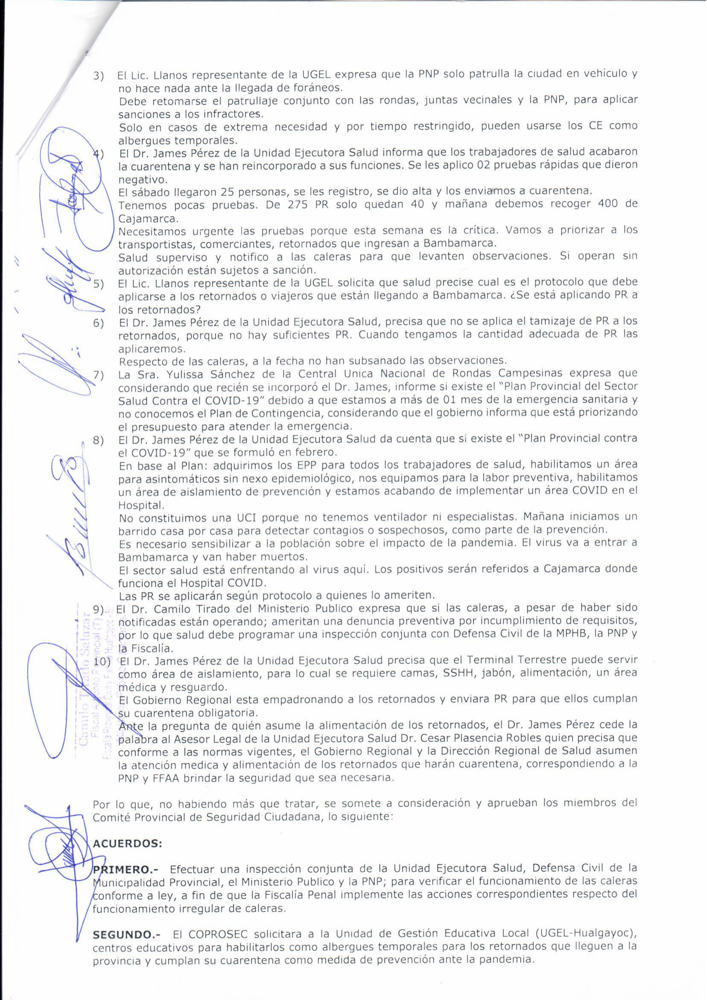 3) El Lic. Llanos representante de la UGEL expresa que la PNP solo patrulla la ciudad en vehículo y
no hace nada ante la llegada de foráneos.
Debe retomarse el patrullaje conjunto con las rondas, juntas vecinales y la PNP, para aplicar
sanciones a los infractores.
Solo en casos de extrema necesidad y por tiempo restringido, pueden usarse los CE como
albergues temporales.
4) El Dr. James Pérez de la Unidad Ejecutora Salud informa que los trabajadores de salud acabaron
la cuarentena y se han reincorporado a sus funciones. Se les aplico 02 pruebas rápidas que dieron
negativo.
El sábado llegaron 25 personas, se les registro, se dio alta y los enviamos a cuarentena.
Tenemos pocas pruebas. De 275 PR solo quedan 40 y mañana debemos recoger 400 de
Cajamarca.
Necesitamos urgente las pruebas porque esta semana es la crítica. Vamos a priorizar a los
transportistas, comerciantes, retornados que ingresan a Bambamarca.
Salud superviso y notifico a las caleras para que levanten observaciones. Si operan sin
autorización están sujetos a sanción.
5) El Lic. Llanos representante de la UGEL solicita que salud precise cual es el protocolo que debe
aplicarse a los retornados o viajeros que están llegando a Bambamarca. ¿Se está aplicando PR a
los retornados?
6) El Dr. James Pérez de la Unidad Ejecutora Salud, precisa que no se aplica el tamizaje de PR a los
retornados, porque no hay suficientes PR. Cuando tengamos la cantidad adecuada de PR las
aplicaremos.
Respecto de las caleras, a la fecha no han subsanado las observaciones.
7) La Sra. Yulissa Sánchez de la Central Unica Nacional de Rondas Campesinas expresa que
considerando que recién se incorporó el Dr. James, informe si existe el "Plan Provincial del Sector
Salud Contra el COVID-19" debido a que estamos a más de 01 mes de la emergencia sanitaria y
no conocemos el Plan de Contingencia, considerando que el gobierno informa que está priorizando
el presupuesto para atender la emergencia.
8) El Dr. James Pérez de la Unidad Ejecutora Salud da cuenta que si existe el "Plan Provincial contra
el COVID-19" que se formuló en febrero.
En base al Plan: adquirimos los EPP para todos los trabajadores de salud, habilitamos un área
para asintomáticos sin nexo epidemiológico, nos equipamos para la labor preventiva, habilitamos
un área de aislamiento de prevención y estamos acabando de implementar un área COVID en el
Hospital.
No constituimos una UCI porque no tenemos ventilador ni especialistas. Mañana iniciamos un
barrido casa por casa para detectar contagios o sospechosos, como parte de la prevención.
Es necesario sensibilizar a la población sobre el impacto de la pandemia. El virus va a entrar a
Bambamarca y van haber muertos.
El sector salud está enfrentando al virus aquí. Los positivos serán referidos a Cajamarca donde
funciona el Hospital COVID.
Las PR se aplicarán según protocolo a quienes lo ameriten.
9) El Dr. Camilo Tirado del Ministerio Publico expresa que si las caleras, a pesar de haber sido
notificadas están operando; ameritan una denuncia preventiva por incumplimiento de requisitos,
por lo que salud debe programar una inspección conjunta con Defensa Civil de la MPHB, la PNP y
la Fiscalía.
10) El Dr. James Pérez de la Unidad Ejecutora Salud precisa que el Terminal Terrestre puede servir
como área de aislamiento, para lo cual se requiere camas, SSHH, jabón, alimentación, un área
médica y resguardo.
El Gobierno Regional esta empadronando a los retornados y enviara PR para que ellos cumplan
su cuarentena obligatoria.
Ante la pregunta de quién asume la alimentación de los retornados, el Dr. James Pérez cede la
palabra al Asesor Legal de la Unidad Ejecutora Salud Dr. Cesar Plasencia Robles quien precisa que
conforme a las normas vigentes, el Gobierno Regional y la Dirección Regional de Salud asumen
la atención medica y alimentación de los retornados que harán cuarentena, correspondiendo a la
PNP y FFAA brindar la seguridad que sea necesaria.
Camilo Tirado Salazar
Fiscal Adjunto Provincial (T)
Por lo que, no habiendo más que tratar, se somete a consideración y aprueban los miembros del
Comité Provincial de Seguridad Ciudadana, lo siguiente:
ACUERDOS:
PRIMERO.- Efectuar una inspección conjunta de la Unidad Ejecutora Salud, Defensa Civil de la
Municipalidad Provincial, el Ministerio Publico y la PNP; para verificar el funcionamiento de las caleras
conforme a ley, a fin de que la Fiscalía Penal implemente las acciones correspondientes respecto del
funcionamiento irregular de caleras.
SEGUNDO.- El COPROSEC solicitara a la Unidad de Gestión Educativa Local (UGEL-Hualgayoc),
centros educativos para habilitarlos como albergues temporales para los retornados que lleguen a la
provincia y cumplan su cuarentena como medida de prevención ante la pandemia.